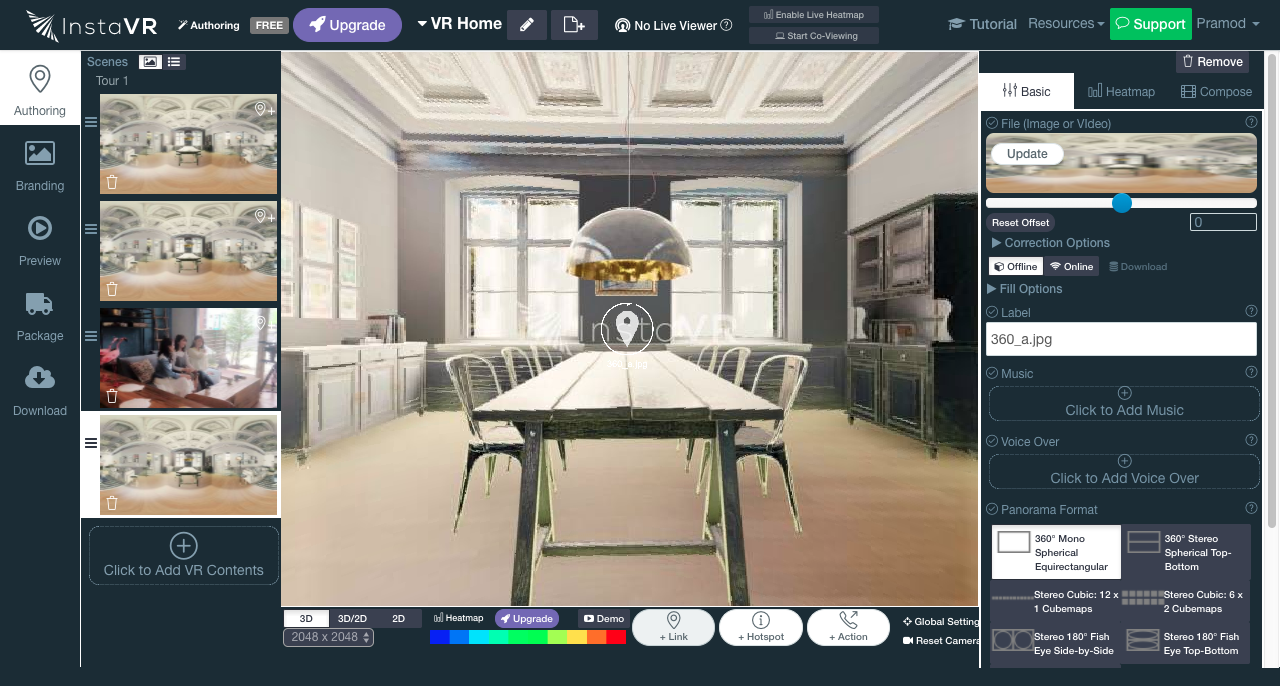 InstaVR
Authoring
FREE
Upgrade
VR Home
No Live Viewer
Enable Live Heatmap
Start Co-Viewing
Tutorial
Resources
Support
Pramod
Authoring
Branding
Preview
Package
Download
Scenes
Tour 1
Click to Add VR Contents
InstaVR
360_a.jpg
3D
3D/2D
2D
2048 x 2048
Heatmap
Upgrade
Demo
+ Link
+ Hotspot
+ Action
Global Setting
Reset Camera
Remove
Basic
Heatmap
Compose
File (Image or VIdeo)
Update
Reset Offset
0
Correction Options
Offline
Online
Download
Fill Options
Label
360_a.jpg
Music
Click to Add Music
Voice Over
Click to Add Voice Over
Panorama Format
360° Mono
Spherical
Equirectangular
360° Stereo
Spherical Top-
Bottom
Stereo Cubic: 12 x
1 Cubemaps
Stereo Cubic: 6 x
2 Cubemaps
Stereo 180° Fish
Eye Side-by-Side
Stereo 180° Fish
Eye Top-Bottom